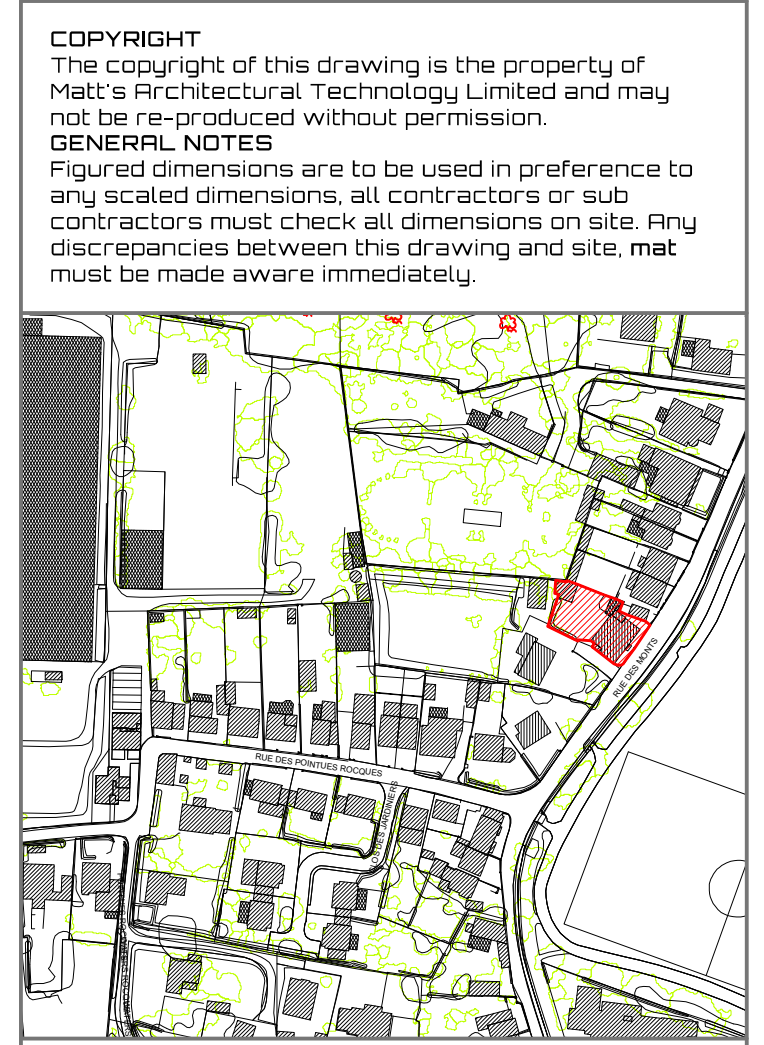 COPYRIGHT
The copyright of this drawing is the property of
Matt's Architectural Technology Limited and may
not be re-produced without permission.
GENERAL NOTES
Figured dimensions are to be used in preference to
any scaled dimensions, all contractors or sub
contractors must check all dimensions on site. Any
discrepancies between this drawing and site, mat
must be made aware immediately.
RUE DES MONTS
RUE DES POINTUES ROCQUES
LOS DES JARDINIERS